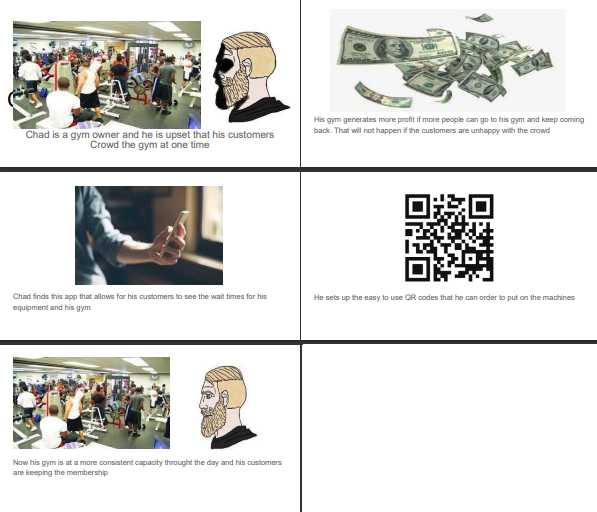 Chad is a gym owner and he is upset that his customers
Crowd the gym at one time
His gym generates more profit if more people can go to his gym and keep coming
back. That will not happen if the customers are unhappy with the crowd
Chad finds this app that allows for his customers to see the wait times for his
equipment and his gym
He sets up the easy to use QR codes that he can order to put on the machines
Now his gym is at a more consistent capacity throught the day and his customers
are keeping the membership